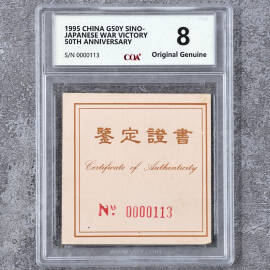 1995 CHINA G50Y SINO-
JAPANESE WAR VICTORY
50TH ANNIVERSARY
S/N 0000113
COA
8
Original Genuine
鑒定證書
Certificate of Authenticity
Nº 0000113